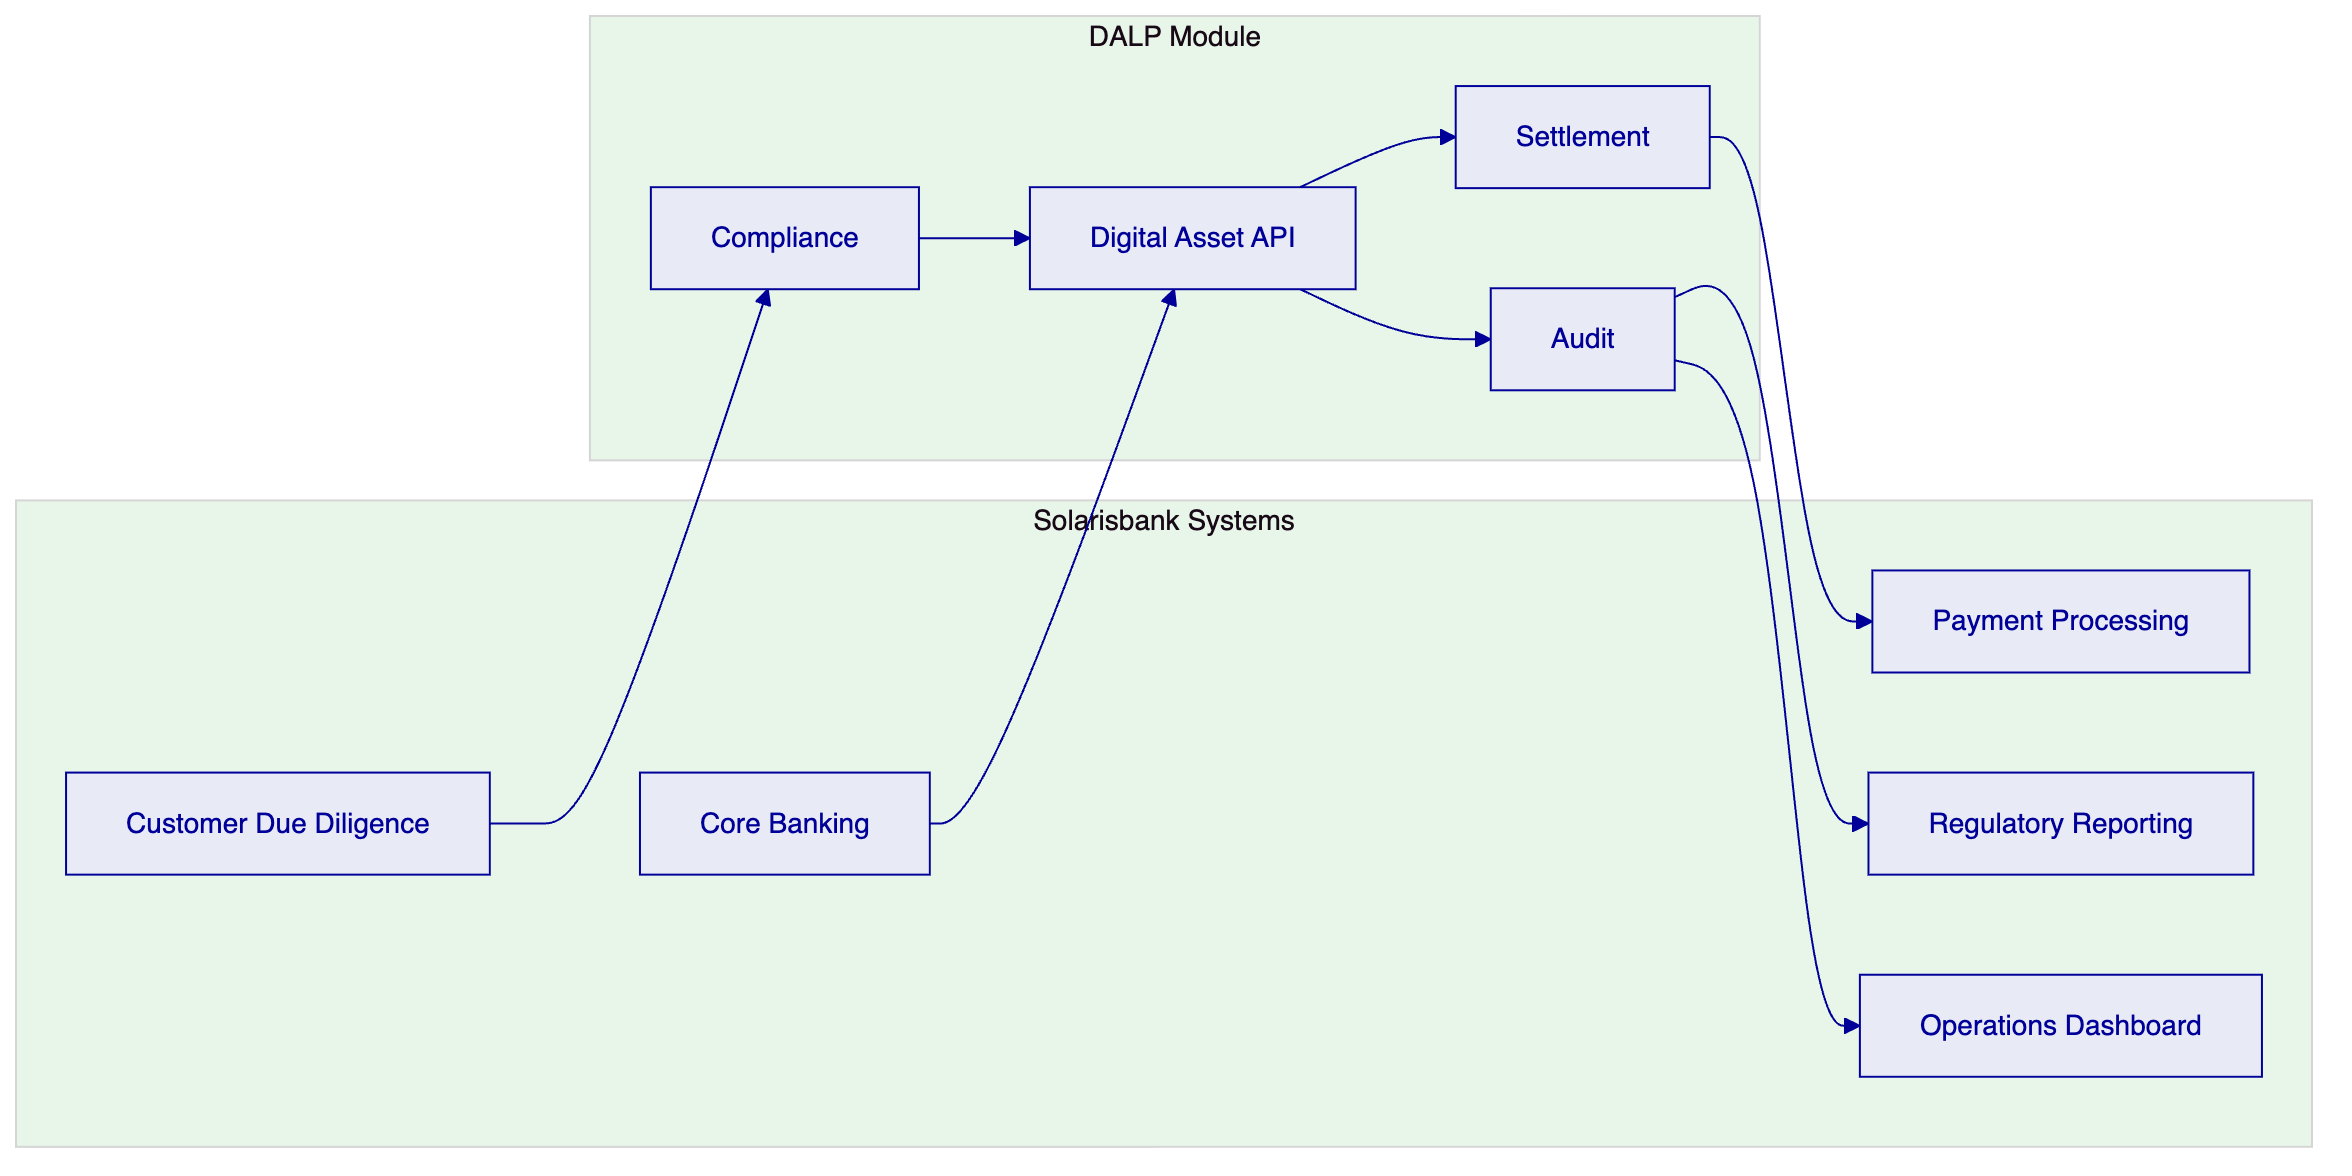 DALP Module
Settlement
Compliance
Digital Asset API
Audit
Solarisbank Systems
Payment Processing
Customer Due Diligence
Core Banking
Regulatory Reporting
Operations Dashboard